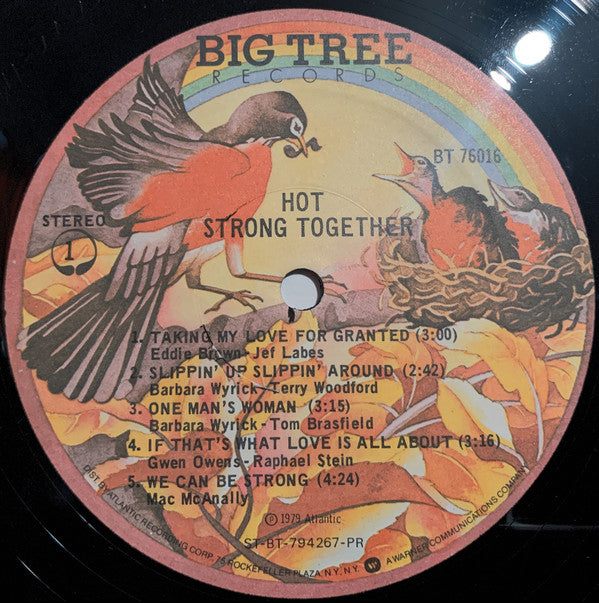 BIG TREE
RECORDS
BT 76016
HOT
STRONG TOGETHER
STEREO
1
1. TAKING MY LOVE FOR GRANTED (3:00)
Eddie Brown-Jef Labes
2. SLIPPIN' UP SLIPPIN' AROUND (2:42)
Barbara Wyrick-Terry Woodford
3. ONE MAN'S WOMAN (3:15)
Barbara Wyrick - Tom Brasfield
4. IF THAT'S WHAT LOVE IS ALL ABOUT (3:16)
Gwen Owens-Raphael Stein
5. WE CAN BE STRONG (4:24)
Mac McAnally
Ⓟ 1979 Atlantic
ST-BT-794267-PR
DIST BY ATLANTIC RECORDING CORP. 75 ROCKEFELLER PLAZA, N.Y. N.Y. A WARNER COMMUNICATIONS COMPANY